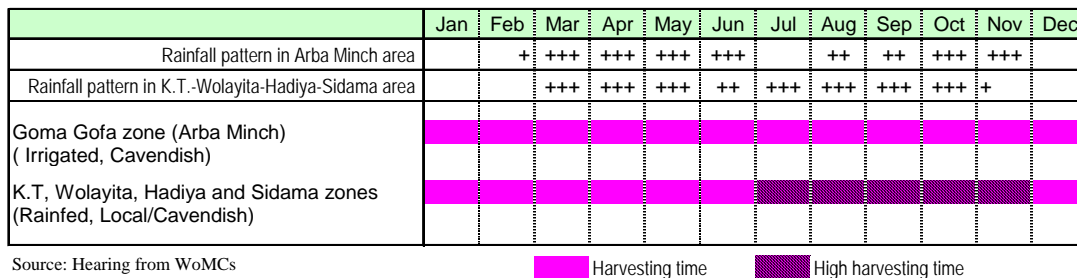 Jan Feb Mar Apr May Jun Jul Aug Sep Oct Nov Dec
Rainfall pattern in Arba Minch area + +++ +++ +++ +++ ++ ++ +++ +++
Rainfall pattern in K.T.-Wolayita-Hadiya-Sidama area +++ +++ +++ ++ +++ +++ +++ +++ +
Goma Gofa zone (Arba Minch)
( Irrigated, Cavendish)
K.T, Wolayita, Hadiya and Sidama zones
(Rainfed, Local/Cavendish)
Source: Hearing from WoMCs Harvesting time High harvesting time